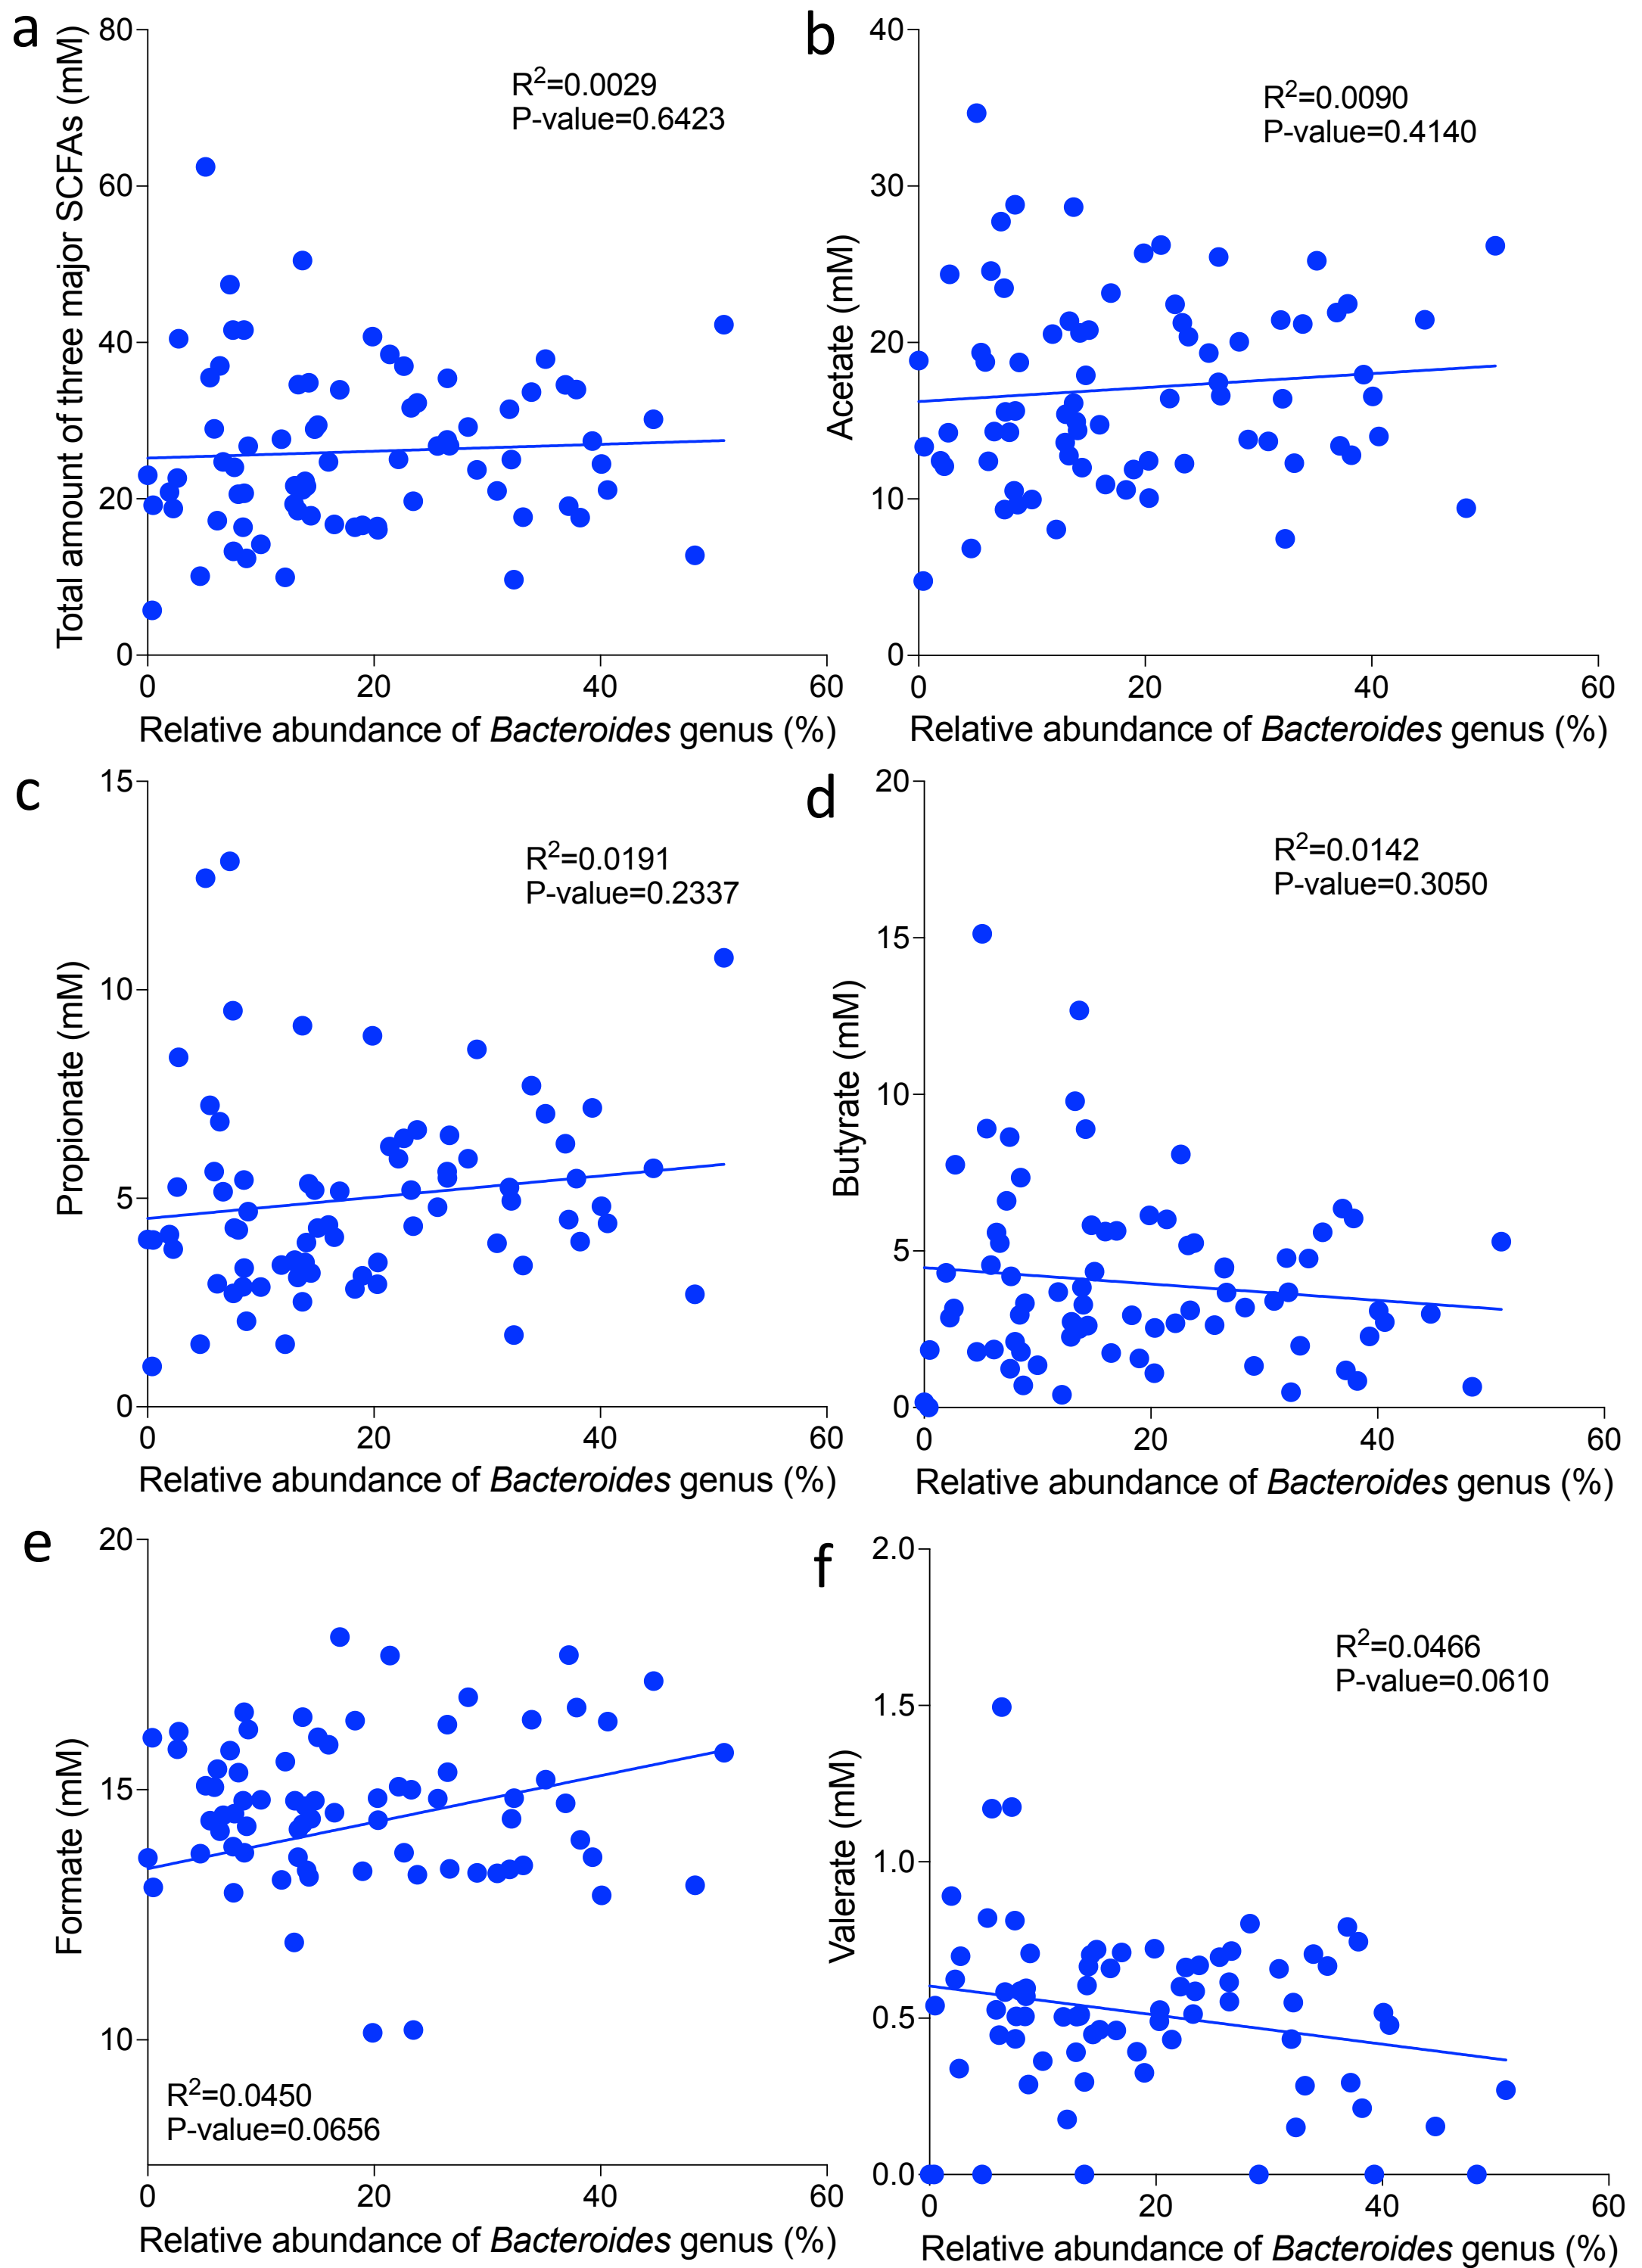 a
80
60
40
20
0
Total amount of three major SCFAs (mM)
R2=0.0029
P-value=0.6423
0 20 40 60
Relative abundance of Bacteroides genus (%)
b
40
30
20
10
0
Acetate (mM)
R2=0.0090
P-value=0.4140
0 20 40 60
Relative abundance of Bacteroides genus (%)
c
15
10
5
0
Propionate (mM)
R2=0.0191
P-value=0.2337
0 20 40 60
Relative abundance of Bacteroides genus (%)
d
20
15
10
5
0
Butyrate (mM)
R2=0.0142
P-value=0.3050
0 20 40 60
Relative abundance of Bacteroides genus (%)
e
20
15
10
Formate (mM)
R2=0.0450
P-value=0.0656
0 20 40 60
Relative abundance of Bacteroides genus (%)
f
2.0
1.5
1.0
0.5
0.0
Valerate (mM)
R2=0.0466
P-value=0.0610
0 20 40 60
Relative abundance of Bacteroides genus (%)